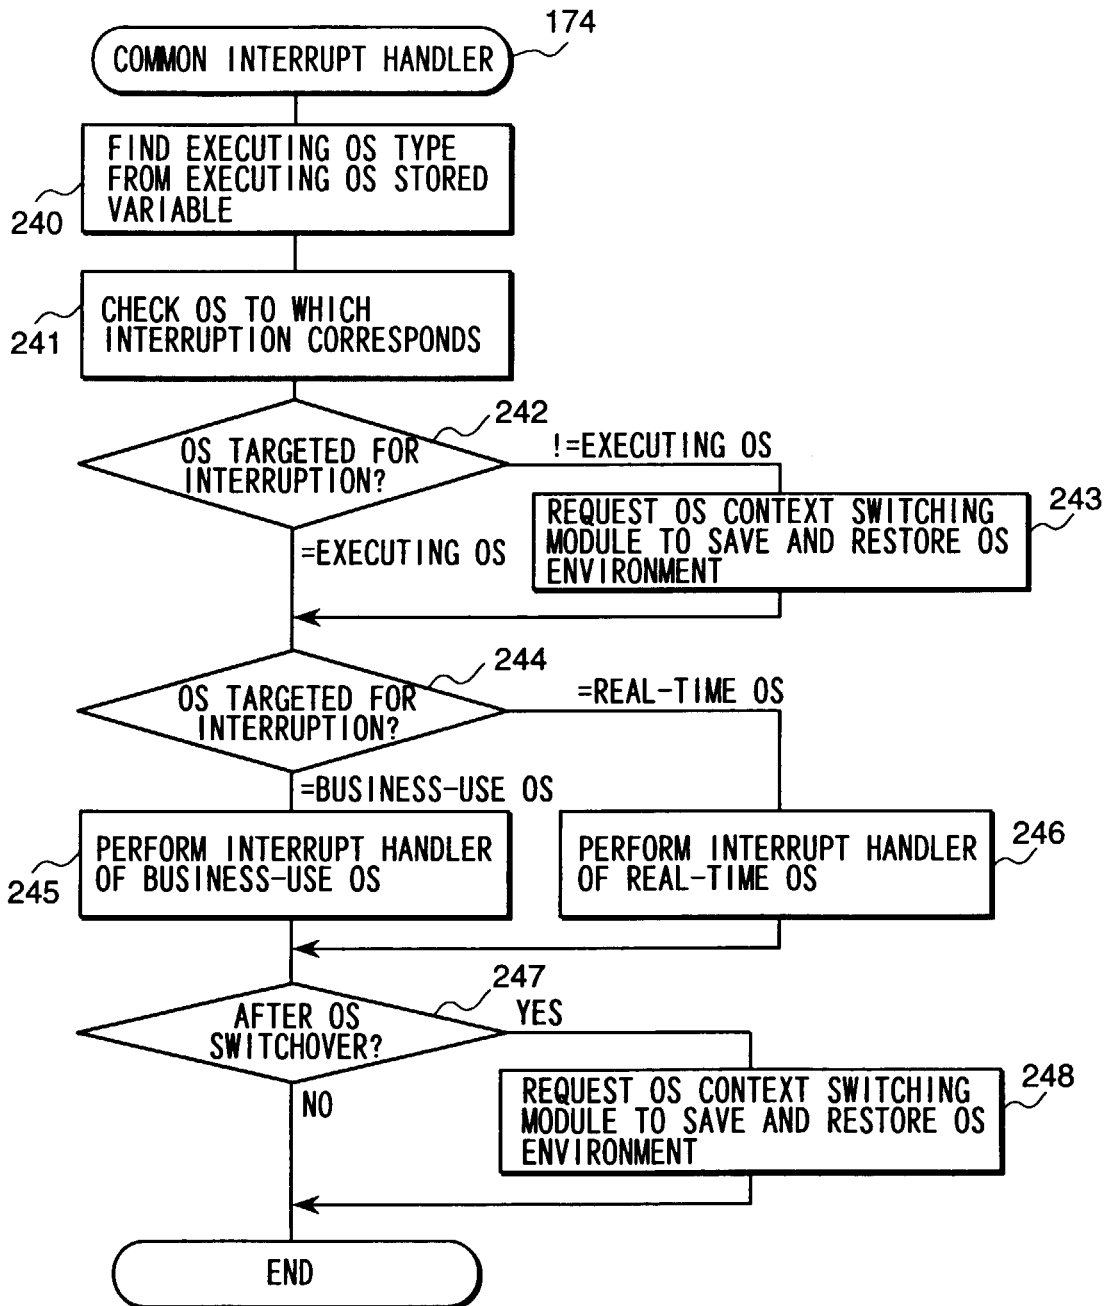 174
COMMON INTERRUPT HANDLER
FIND EXECUTING OS TYPE
FROM EXECUTING OS STORED
VARIABLE
240
CHECK OS TO WHICH
INTERRUPTION CORRESPONDS
241
242
OS TARGETED FOR
INTERRUPTION?
!=EXECUTING OS
=EXECUTING OS
243
REQUEST OS CONTEXT SWITCHING
MODULE TO SAVE AND RESTORE OS
ENVIRONMENT
244
OS TARGETED FOR
INTERRUPTION?
=REAL-TIME OS
=BUSINESS-USE OS
PERFORM INTERRUPT HANDLER
OF BUSINESS-USE OS
245
PERFORM INTERRUPT HANDLER
OF REAL-TIME OS
246
247
AFTER OS
SWITCHOVER?
YES
NO
REQUEST OS CONTEXT SWITCHING
MODULE TO SAVE AND RESTORE OS
ENVIRONMENT
248
END